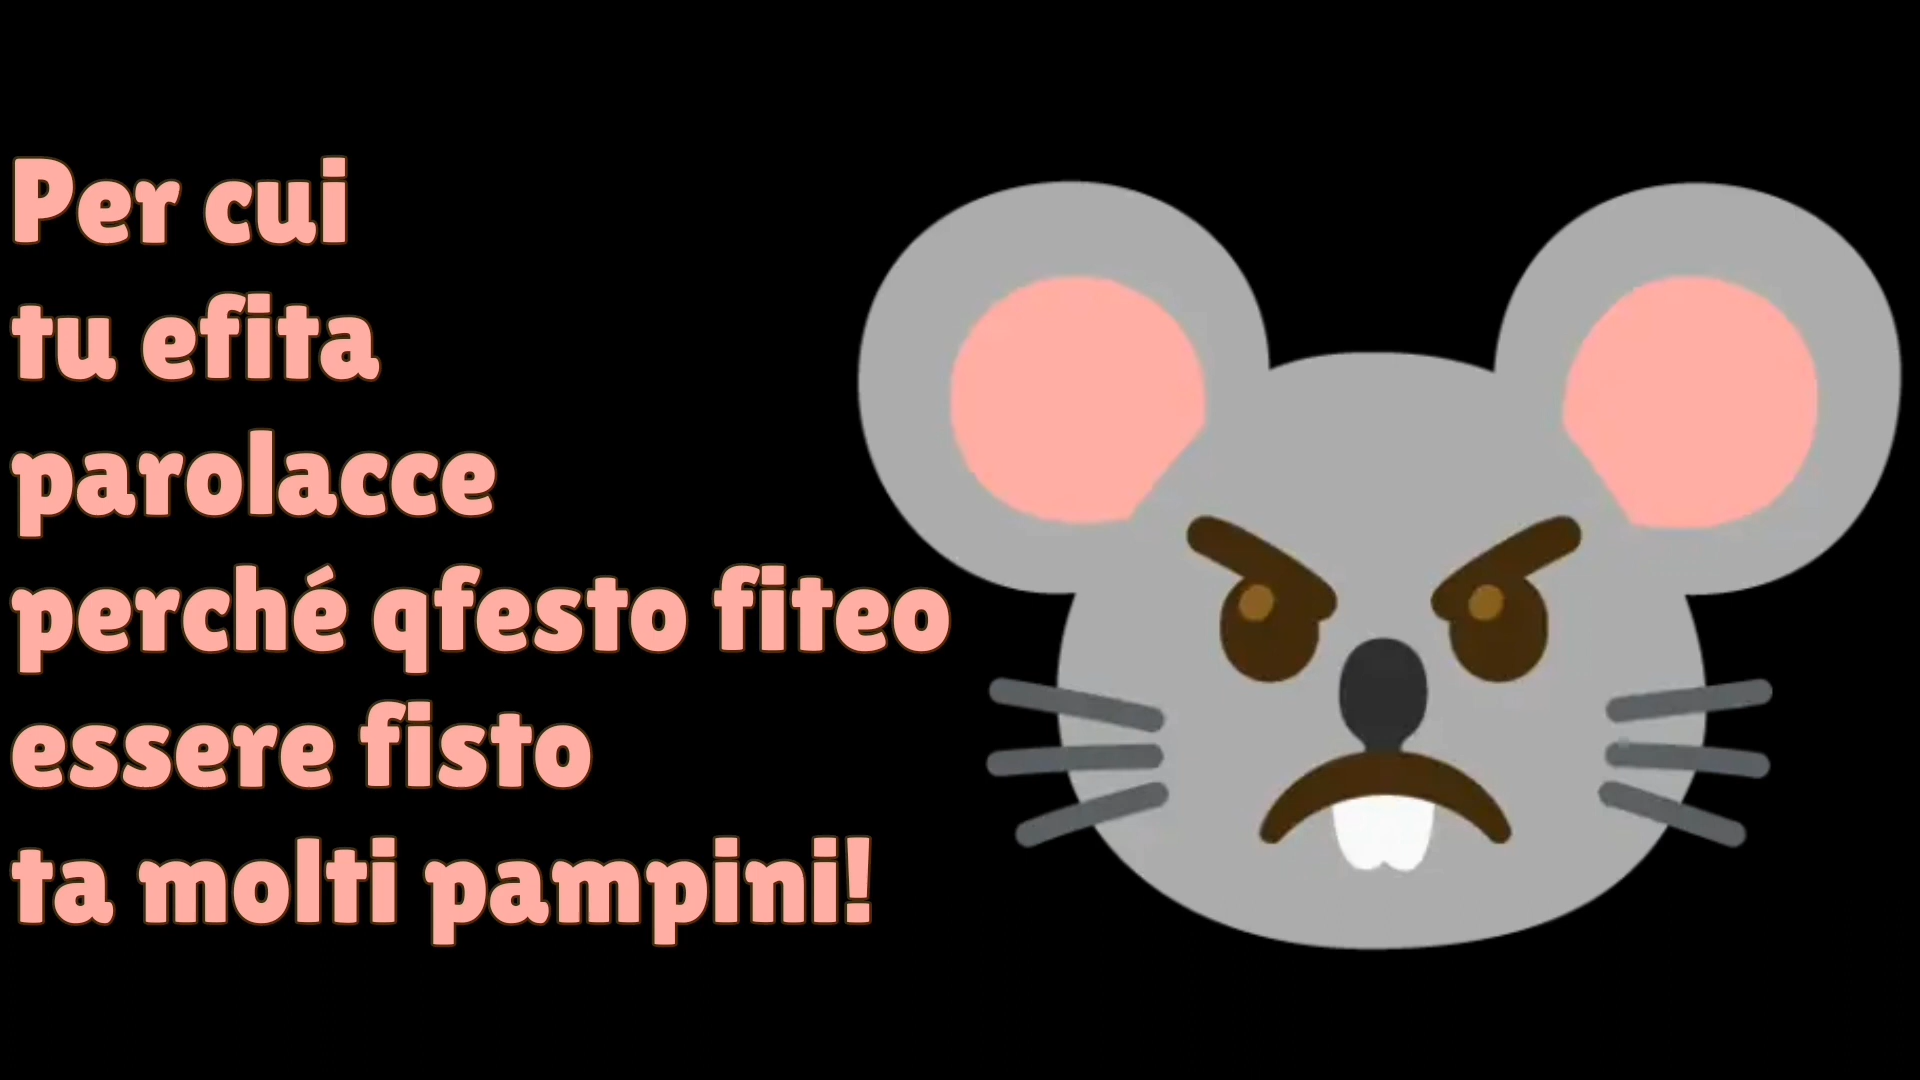 Per cui
tu efita
parolacce
perché qfesto fiteo
essere fisto
ta molti pampini!